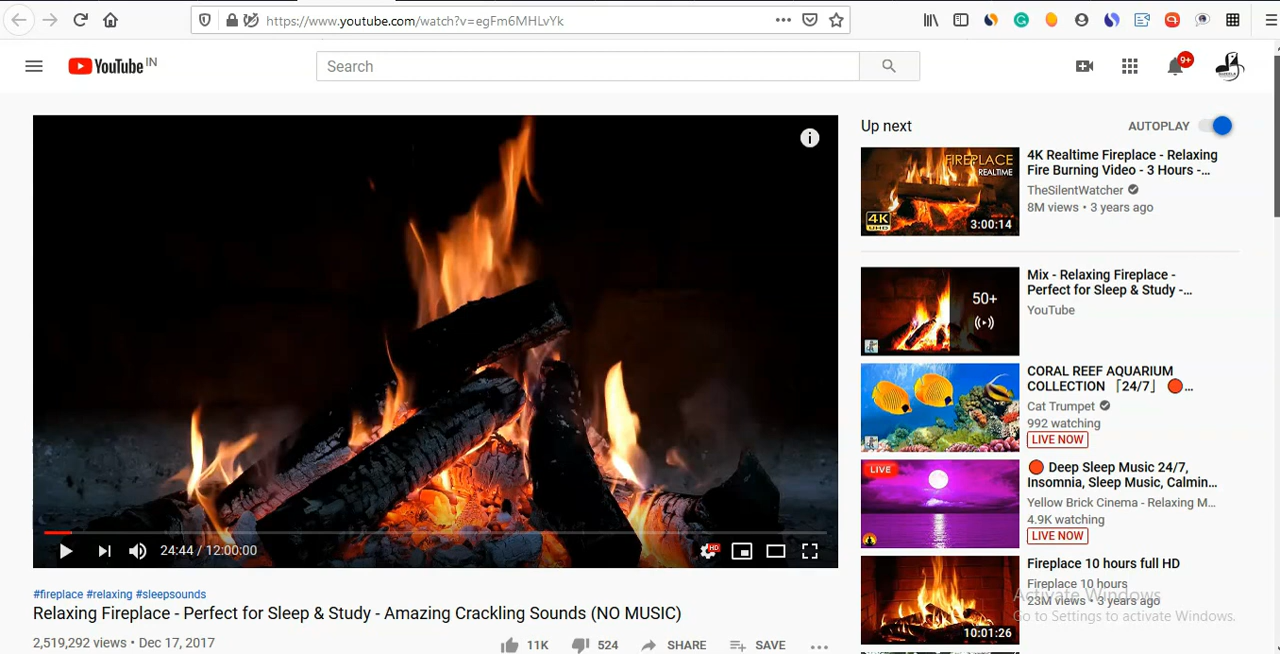 https://www.youtube.com/watch?v=egFm6MHLvYk
YouTube IN
Search
9+
24:44 / 12:00:00
HD
#fireplace #relaxing #sleepsounds
Relaxing Fireplace - Perfect for Sleep & Study - Amazing Crackling Sounds (NO MUSIC)
2,519,292 views • Dec 17, 2017
11K
524
SHARE
SAVE
Up next
AUTOPLAY
FIREPLACE
REALTIME
4K
UHD
3:00:14
4K Realtime Fireplace - Relaxing
Fire Burning Video - 3 Hours -...
TheSilentWatcher
8M views • 3 years ago
50+
Mix - Relaxing Fireplace -
Perfect for Sleep & Study -...
YouTube
CORAL REEF AQUARIUM
COLLECTION 「24/7」 🔴...
Cat Trumpet
992 watching
LIVE NOW
LIVE
🔴 Deep Sleep Music 24/7,
Insomnia, Sleep Music, Calmin...
Yellow Brick Cinema - Relaxing M...
4.9K watching
LIVE NOW
10:01:26
Fireplace 10 hours full HD
Fireplace 10 hours
23M views • 3 years ago
Activate Windows
Go to Settings to activate Windows.